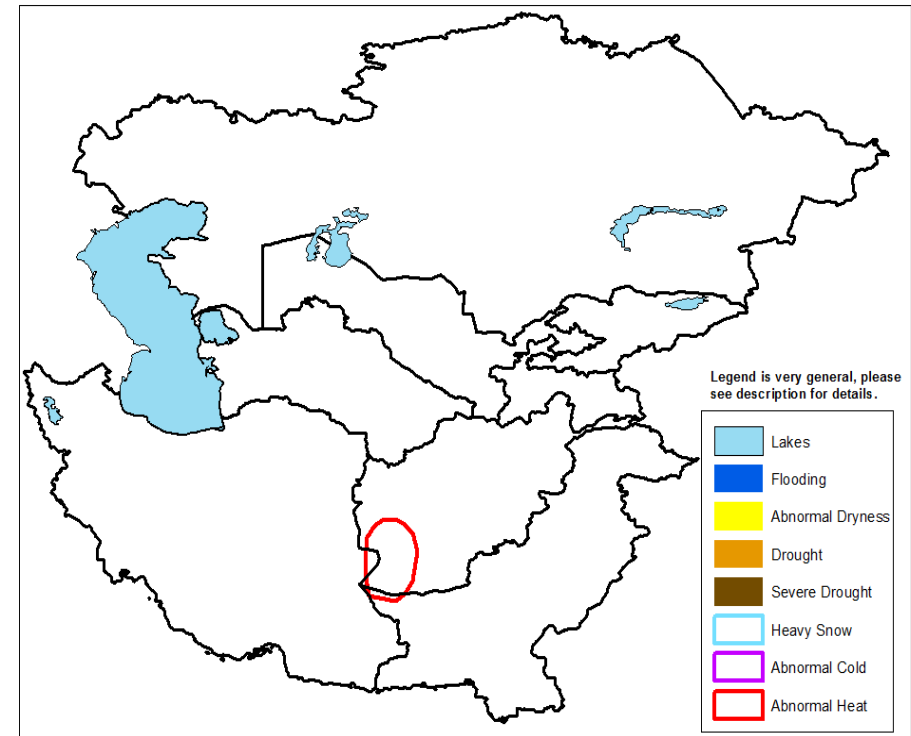 Legend is very general, please
see description for details.
Lakes
Flooding
Abnormal Dryness
Drought
Severe Drought
Heavy Snow
Abnormal Cold
Abnormal Heat